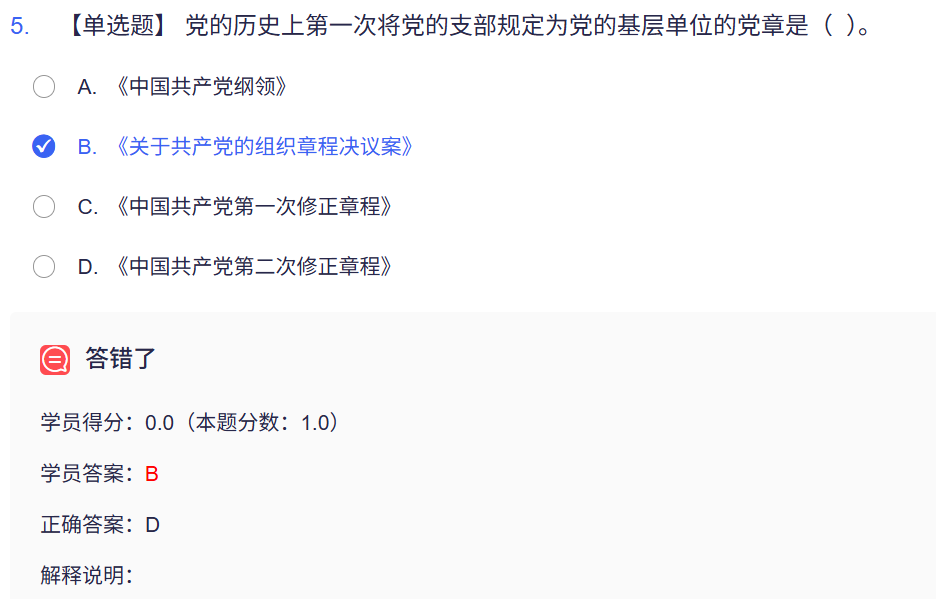 5. 【单选题】 党的历史上第一次将党的支部规定为党的基层单位的党章是（ ）。
A. 《中国共产党纲领》
B. 《关于共产党的组织章程决议案》
C. 《中国共产党第一次修正章程》
D. 《中国共产党第二次修正章程》
答错了
学员得分：0.0（本题分数：1.0）
学员答案：B
正确答案：D
解释说明：